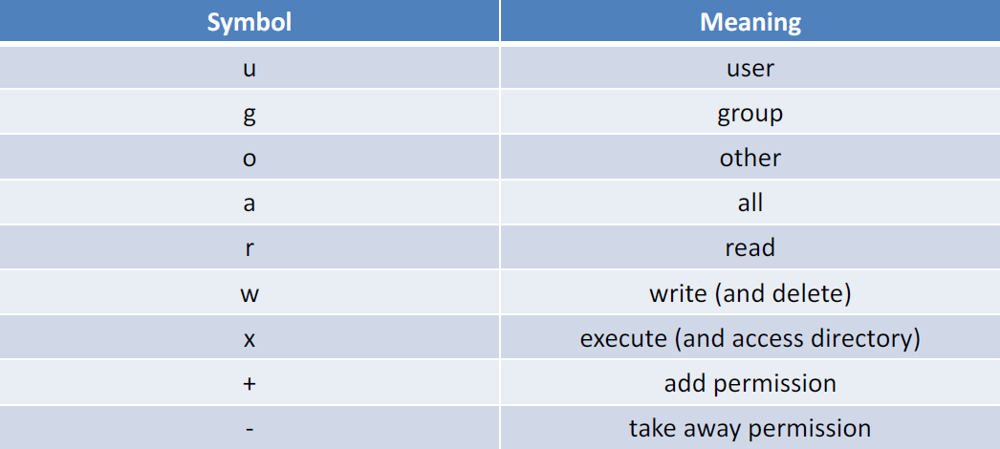 Symbol Meaning
u user
g group
o other
a all
r read
w write (and delete)
x execute (and access directory)
+ add permission
- take away permission